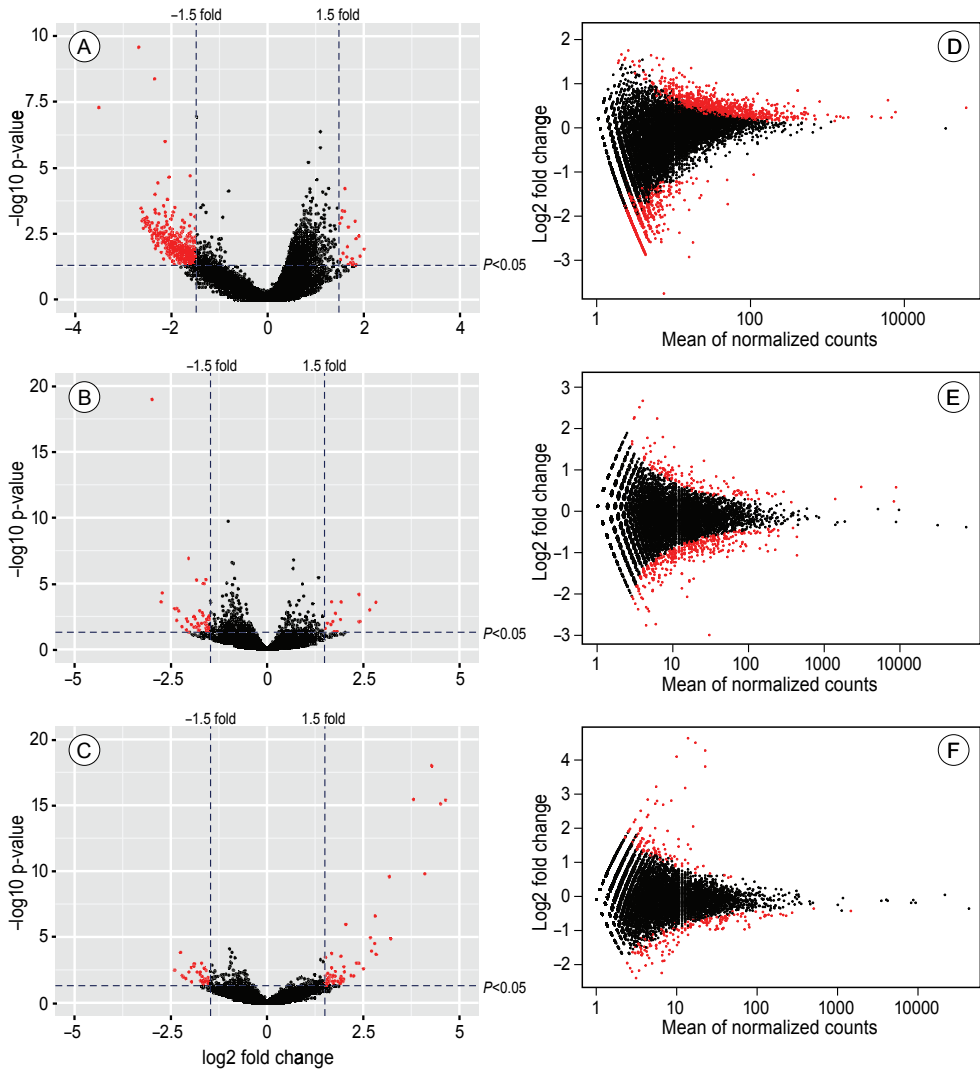 −1.5 fold 1.5 fold
A
10
7.5
5
2.5
0
−4 −2 0 2 4
−log10 p-value
P<0.05
D
2
1
0
−1
−2
−3
1 100 10000
Log2 fold change
Mean of normalized counts
−1.5 fold 1.5 fold
B
20
15
10
5
0
−5 −2.5 0 2.5 5
−log10 p-value
P<0.05
E
3
2
1
0
−1
−2
−3
1 10 100 1000 10000
Log2 fold change
Mean of normalized counts
−1.5 fold 1.5 fold
C
20
15
10
5
0
−5 −2.5 0 2.5 5
−log10 p-value
P<0.05
log2 fold change
F
4
3
2
1
0
−1
−2
1 10 100 1000 10000
Log2 fold change
Mean of normalized counts